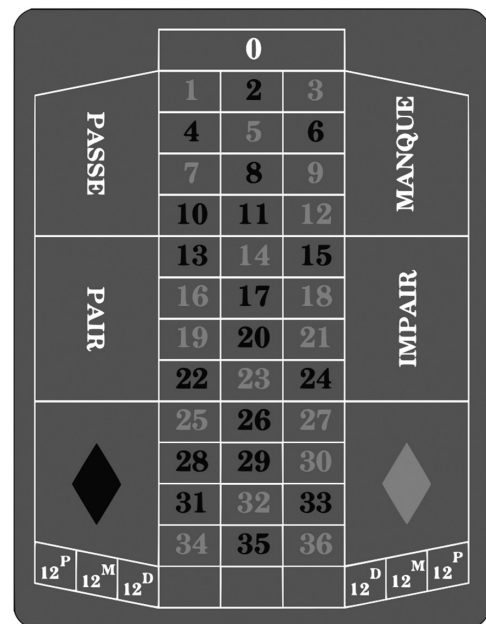 0
1 2 3
4 5 6
7 8 9
10 11 12
13 14 15
16 17 18
19 20 21
22 23 24
25 26 27
28 29 30
31 32 33
34 35 36
PASSE
MANQUE
PAIR
IMPAIR
12P 12M 12D
12D 12M 12P